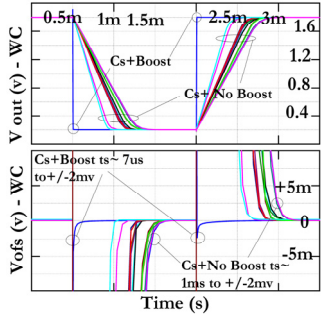 0.5m 1m 1.5m 2.5m 3m
1.6
1.2
0.8
0.4
V out (v) - WC
Cs+Boost
Cs+No Boost
Vofs (v) - WC
Cs+Boost ts~ 7us
to+/-2mv
+5m
0
-5m
Cs+No Boost ts~
1ms to +/-2mv
Time (s)